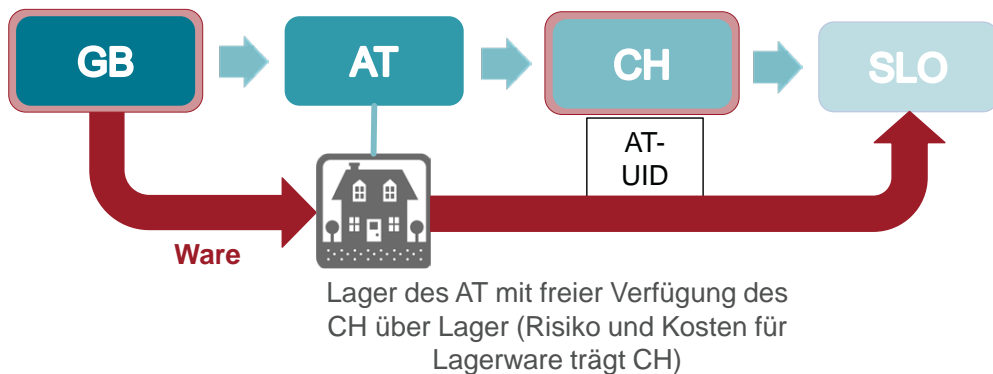 GB
AT
CH
SLO
AT-
UID
Ware
Lager des AT mit freier Verfügung des
CH über Lager (Risiko und Kosten für
Lagerware trägt CH)